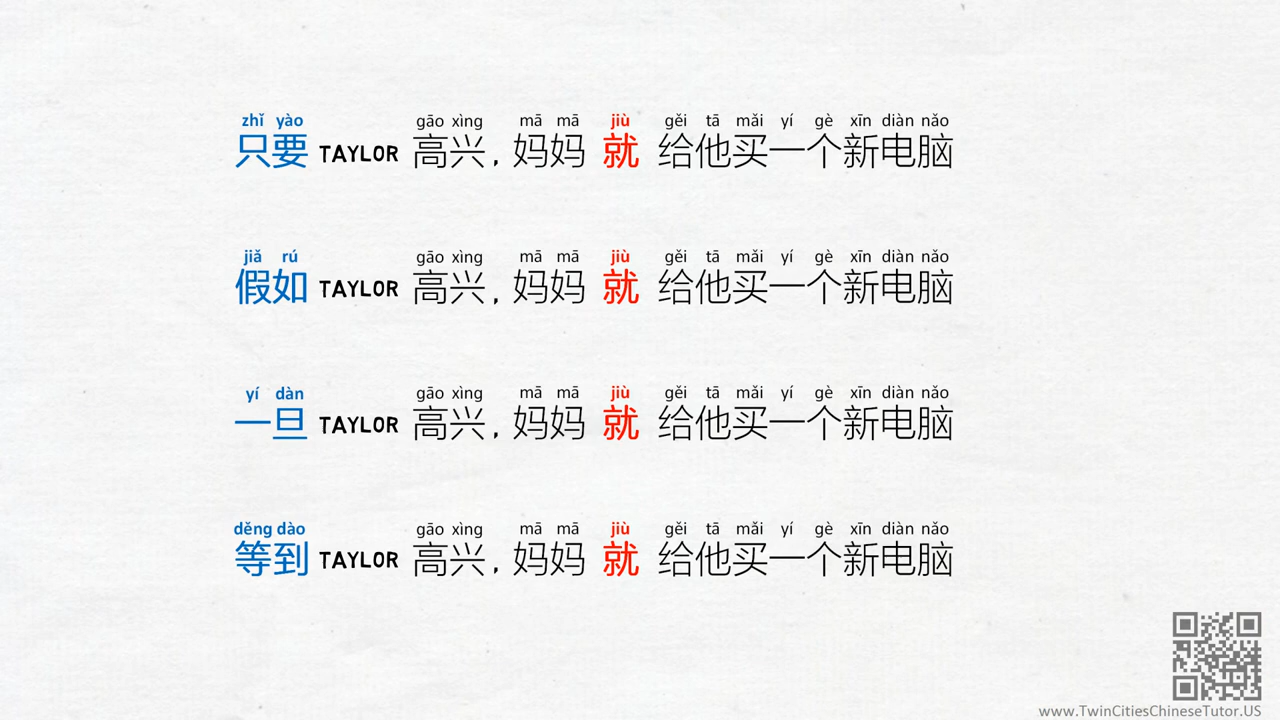 zhǐ yào gāo xìng mā mā jiù gěi tā mǎi yí gè xīn diàn nǎo
只要 TAYLOR 高兴, 妈妈 就 给他买一个新电脑
jiǎ rú gāo xìng mā mā jiù gěi tā mǎi yí gè xīn diàn nǎo
假如 TAYLOR 高兴, 妈妈 就 给他买一个新电脑
yí dàn gāo xìng mā mā jiù gěi tā mǎi yí gè xīn diàn nǎo
一旦 TAYLOR 高兴, 妈妈 就 给他买一个新电脑
děng dào gāo xìng mā mā jiù gěi tā mǎi yí gè xīn diàn nǎo
等到 TAYLOR 高兴, 妈妈 就 给他买一个新电脑
www.TwinCitiesChineseTutor.US